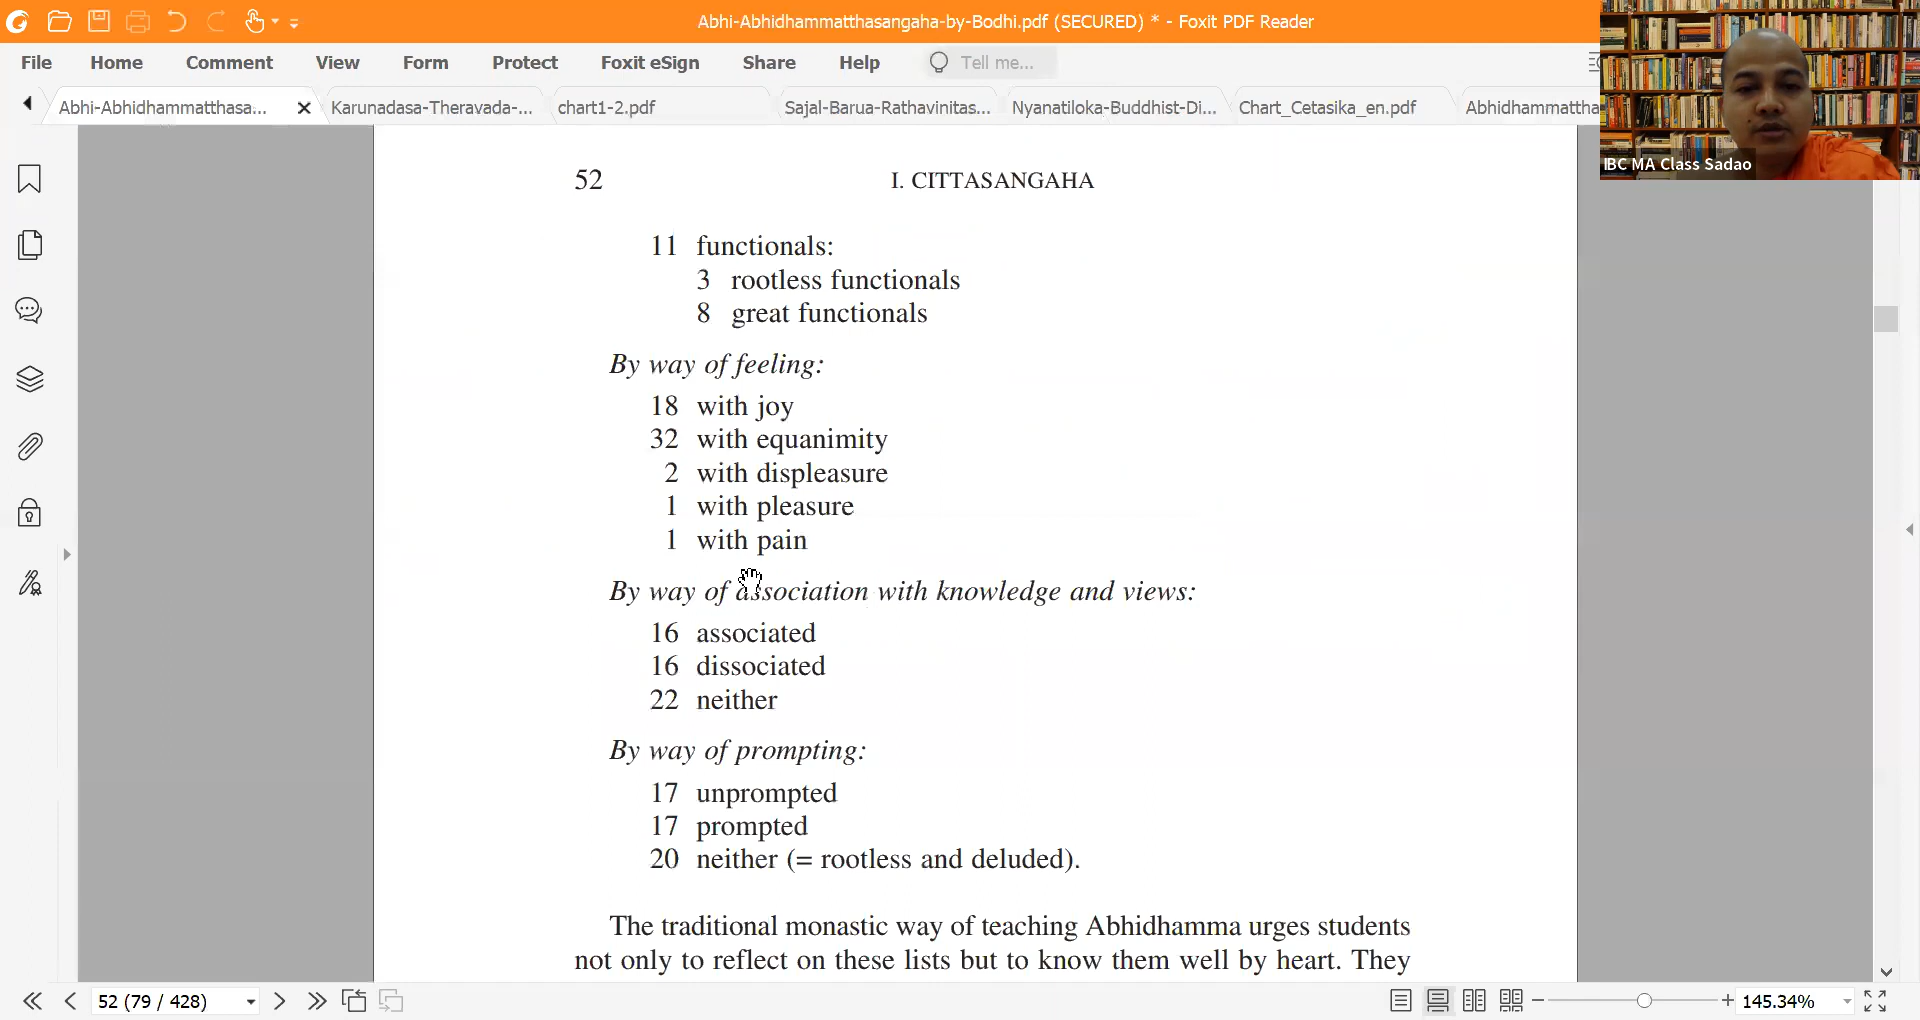 Abhi-Abhidhammatthasangaha-by-Bodhi.pdf (SECURED) * - Foxit PDF Reader
File Home Comment View Form Protect Foxit eSign Share Help Tell me...
Abhi-Abhidhammatthasa... Karunadasa-Theravada-... chart1-2.pdf Sajal-Barua-Rathavinitas... Nyanatiloka-Buddhist-Di... Chart_Cetasika_en.pdf Abhidhammattha
IBC MA Class Sadao
52 I. CITTASANGAHA
11 functionals:
3 rootless functionals
8 great functionals
By way of feeling:
18 with joy
32 with equanimity
2 with displeasure
1 with pleasure
1 with pain
By way of association with knowledge and views:
16 associated
16 dissociated
22 neither
By way of prompting:
17 unprompted
17 prompted
20 neither (= rootless and deluded).
The traditional monastic way of teaching Abhidhamma urges students
not only to reflect on these lists but to know them well by heart. They
52 (79 / 428) 145.34%